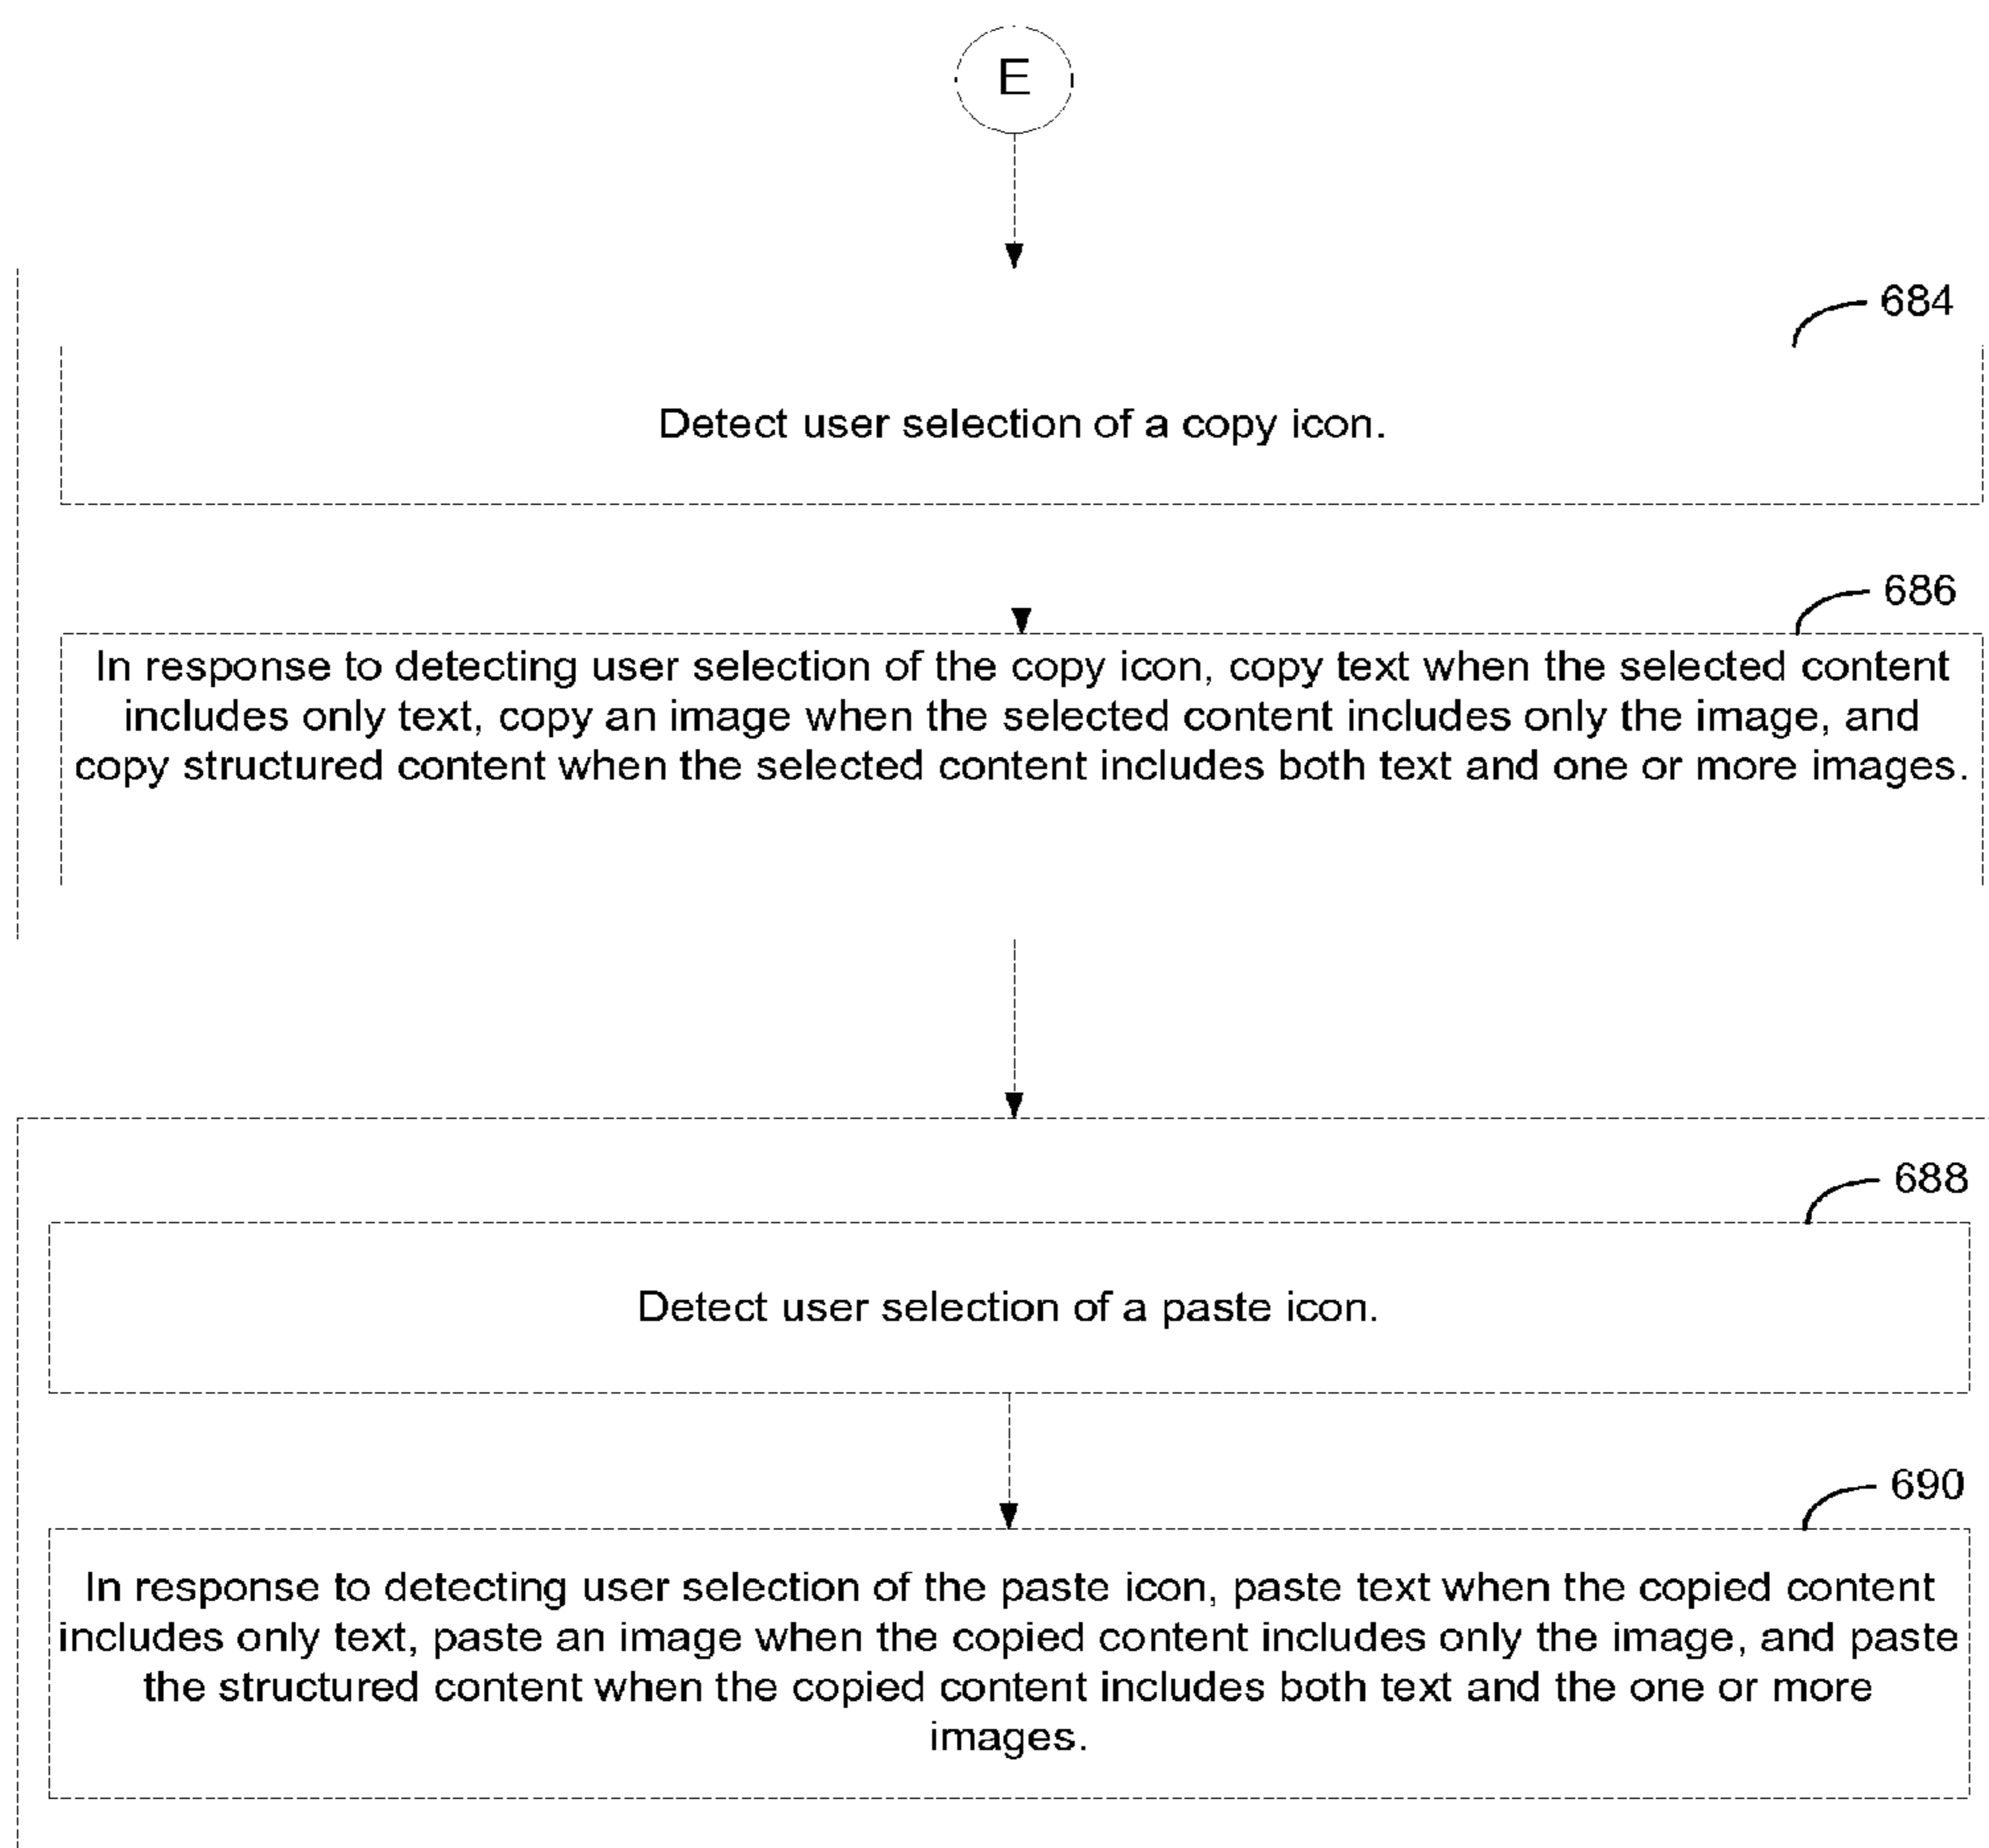 E
684
Detect user selection of a copy icon.
686
In response to detecting user selection of the copy icon, copy text when the selected content
includes only text, copy an image when the selected content includes only the image, and
copy structured content when the selected content includes both text and one or more images.
688
Detect user selection of a paste icon.
690
In response to detecting user selection of the paste icon, paste text when the copied content
includes only text, paste an image when the copied content includes only the image, and paste
the structured content when the copied content includes both text and the one or more
images.